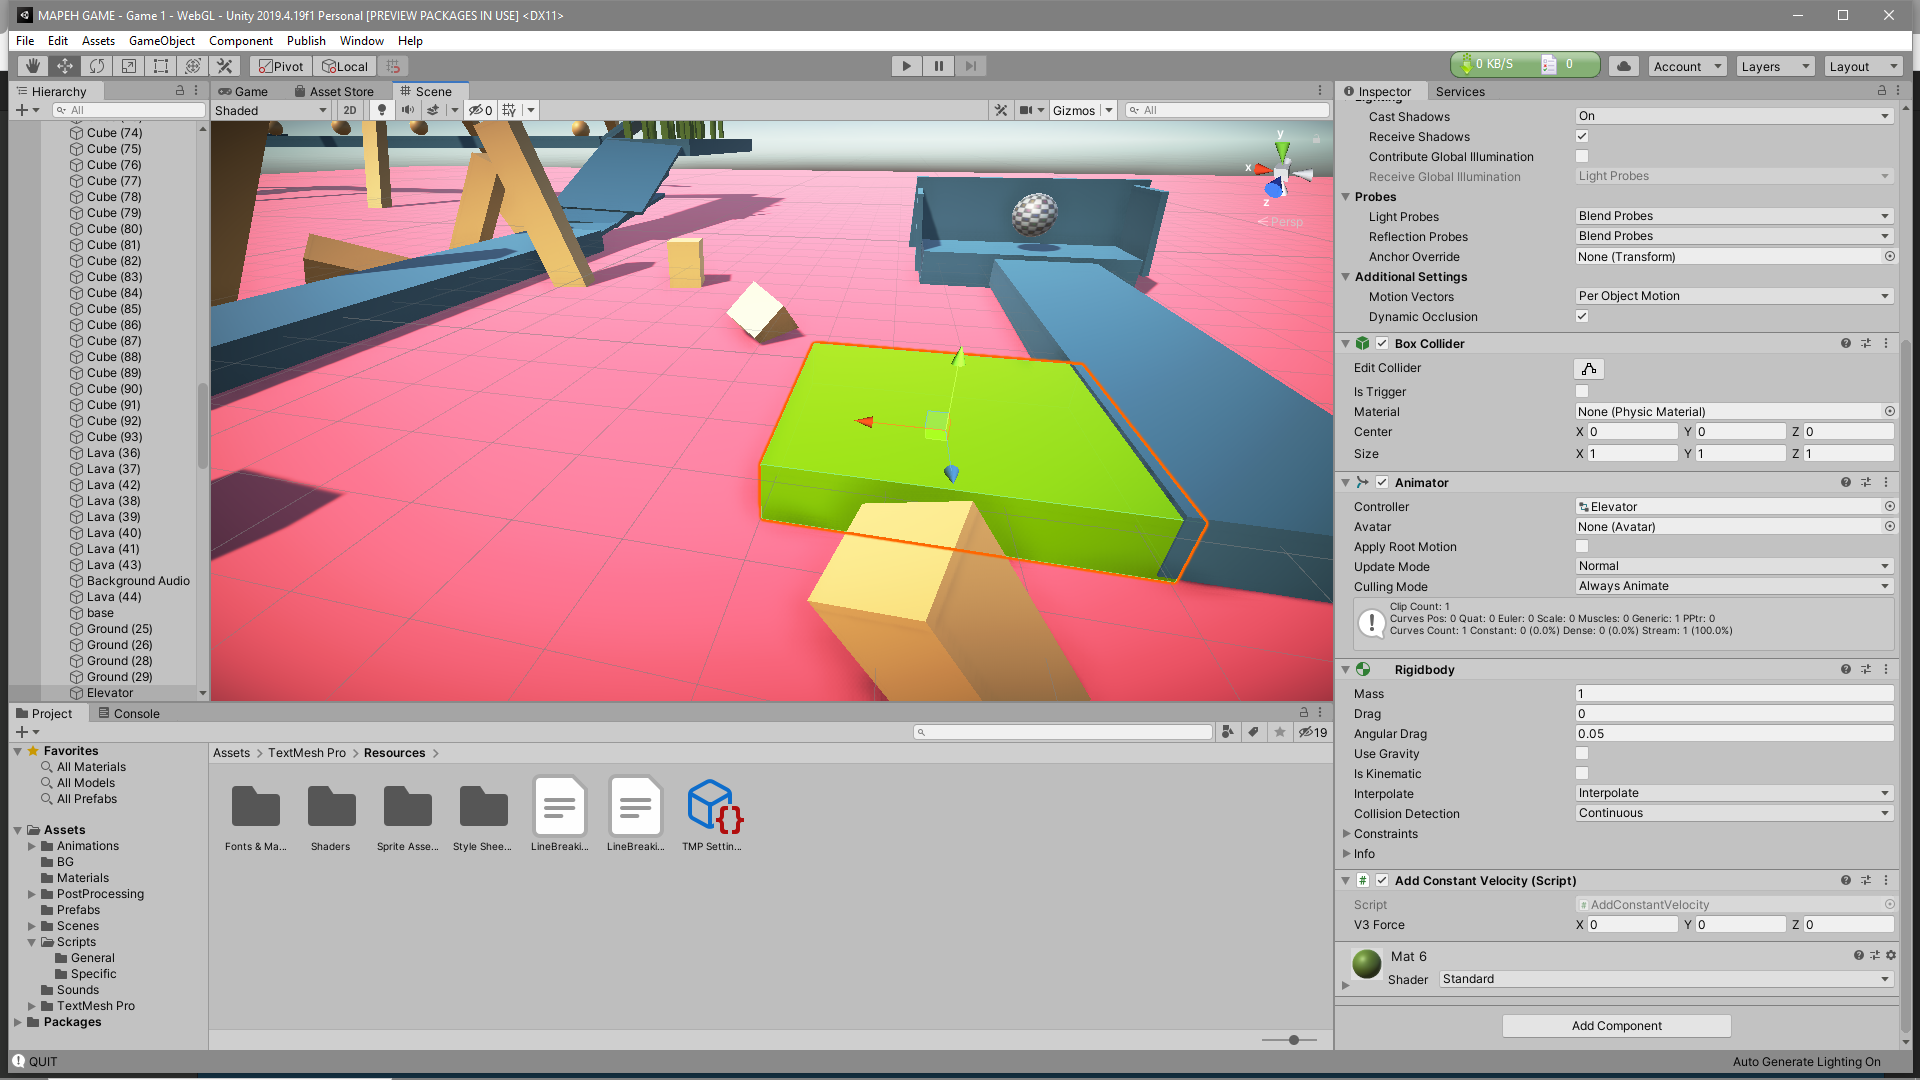 MAPEH GAME - Game 1 - WebGL - Unity 2019.4.19f1 Personal [PREVIEW PACKAGES IN USE] <DX11>
File Edit Assets GameObject Component Publish Window Help
Pivot Local 0 KB/S 0 Account Layers Layout
Hierarchy
All
Cube (74)
Cube (75)
Cube (76)
Cube (77)
Cube (78)
Cube (79)
Cube (80)
Cube (81)
Cube (82)
Cube (83)
Cube (84)
Cube (85)
Cube (86)
Cube (87)
Cube (88)
Cube (89)
Cube (90)
Cube (91)
Cube (92)
Cube (93)
Lava (36)
Lava (37)
Lava (42)
Lava (38)
Lava (39)
Lava (40)
Lava (41)
Lava (43)
Background Audio
Lava (44)
base
Ground (25)
Ground (26)
Ground (28)
Ground (29)
Elevator
Game Asset Store Scene
Shaded 2D 0 Gizmos All
y
x
z
Persp
Inspector Services
Lighting
Cast Shadows On
Receive Shadows
Contribute Global Illumination
Receive Global Illumination Light Probes
Probes
Light Probes Blend Probes
Reflection Probes Blend Probes
Anchor Override None (Transform)
Additional Settings
Motion Vectors Per Object Motion
Dynamic Occlusion
Box Collider
Edit Collider
Is Trigger
Material None (Physic Material)
Center X 0 Y 0 Z 0
Size X 1 Y 1 Z 1
Animator
Controller Elevator
Avatar None (Avatar)
Apply Root Motion
Update Mode Normal
Culling Mode Always Animate
Clip Count: 1
Curves Pos: 0 Quat: 0 Euler: 0 Scale: 0 Muscles: 0 Generic: 1 PPtr: 0
Curves Count: 1 Constant: 0 (0.0%) Dense: 0 (0.0%) Stream: 1 (100.0%)
Rigidbody
Mass 1
Drag 0
Angular Drag 0.05
Use Gravity
Is Kinematic
Interpolate Interpolate
Collision Detection Continuous
Constraints
Info
Add Constant Velocity (Script)
Script AddConstantVelocity
V3 Force X 0 Y 0 Z 0
Mat 6
Shader Standard
Add Component
Project Console
19
Favorites
All Materials
All Models
All Prefabs
Assets
Animations
BG
Materials
PostProcessing
Prefabs
Scenes
Scripts
General
Specific
Sounds
TextMesh Pro
Packages
Assets > TextMesh Pro > Resources >
Fonts & Ma... Shaders Sprite Asse... Style Shee... LineBreaki... LineBreaki... TMP Settin...
QUIT
Auto Generate Lighting On